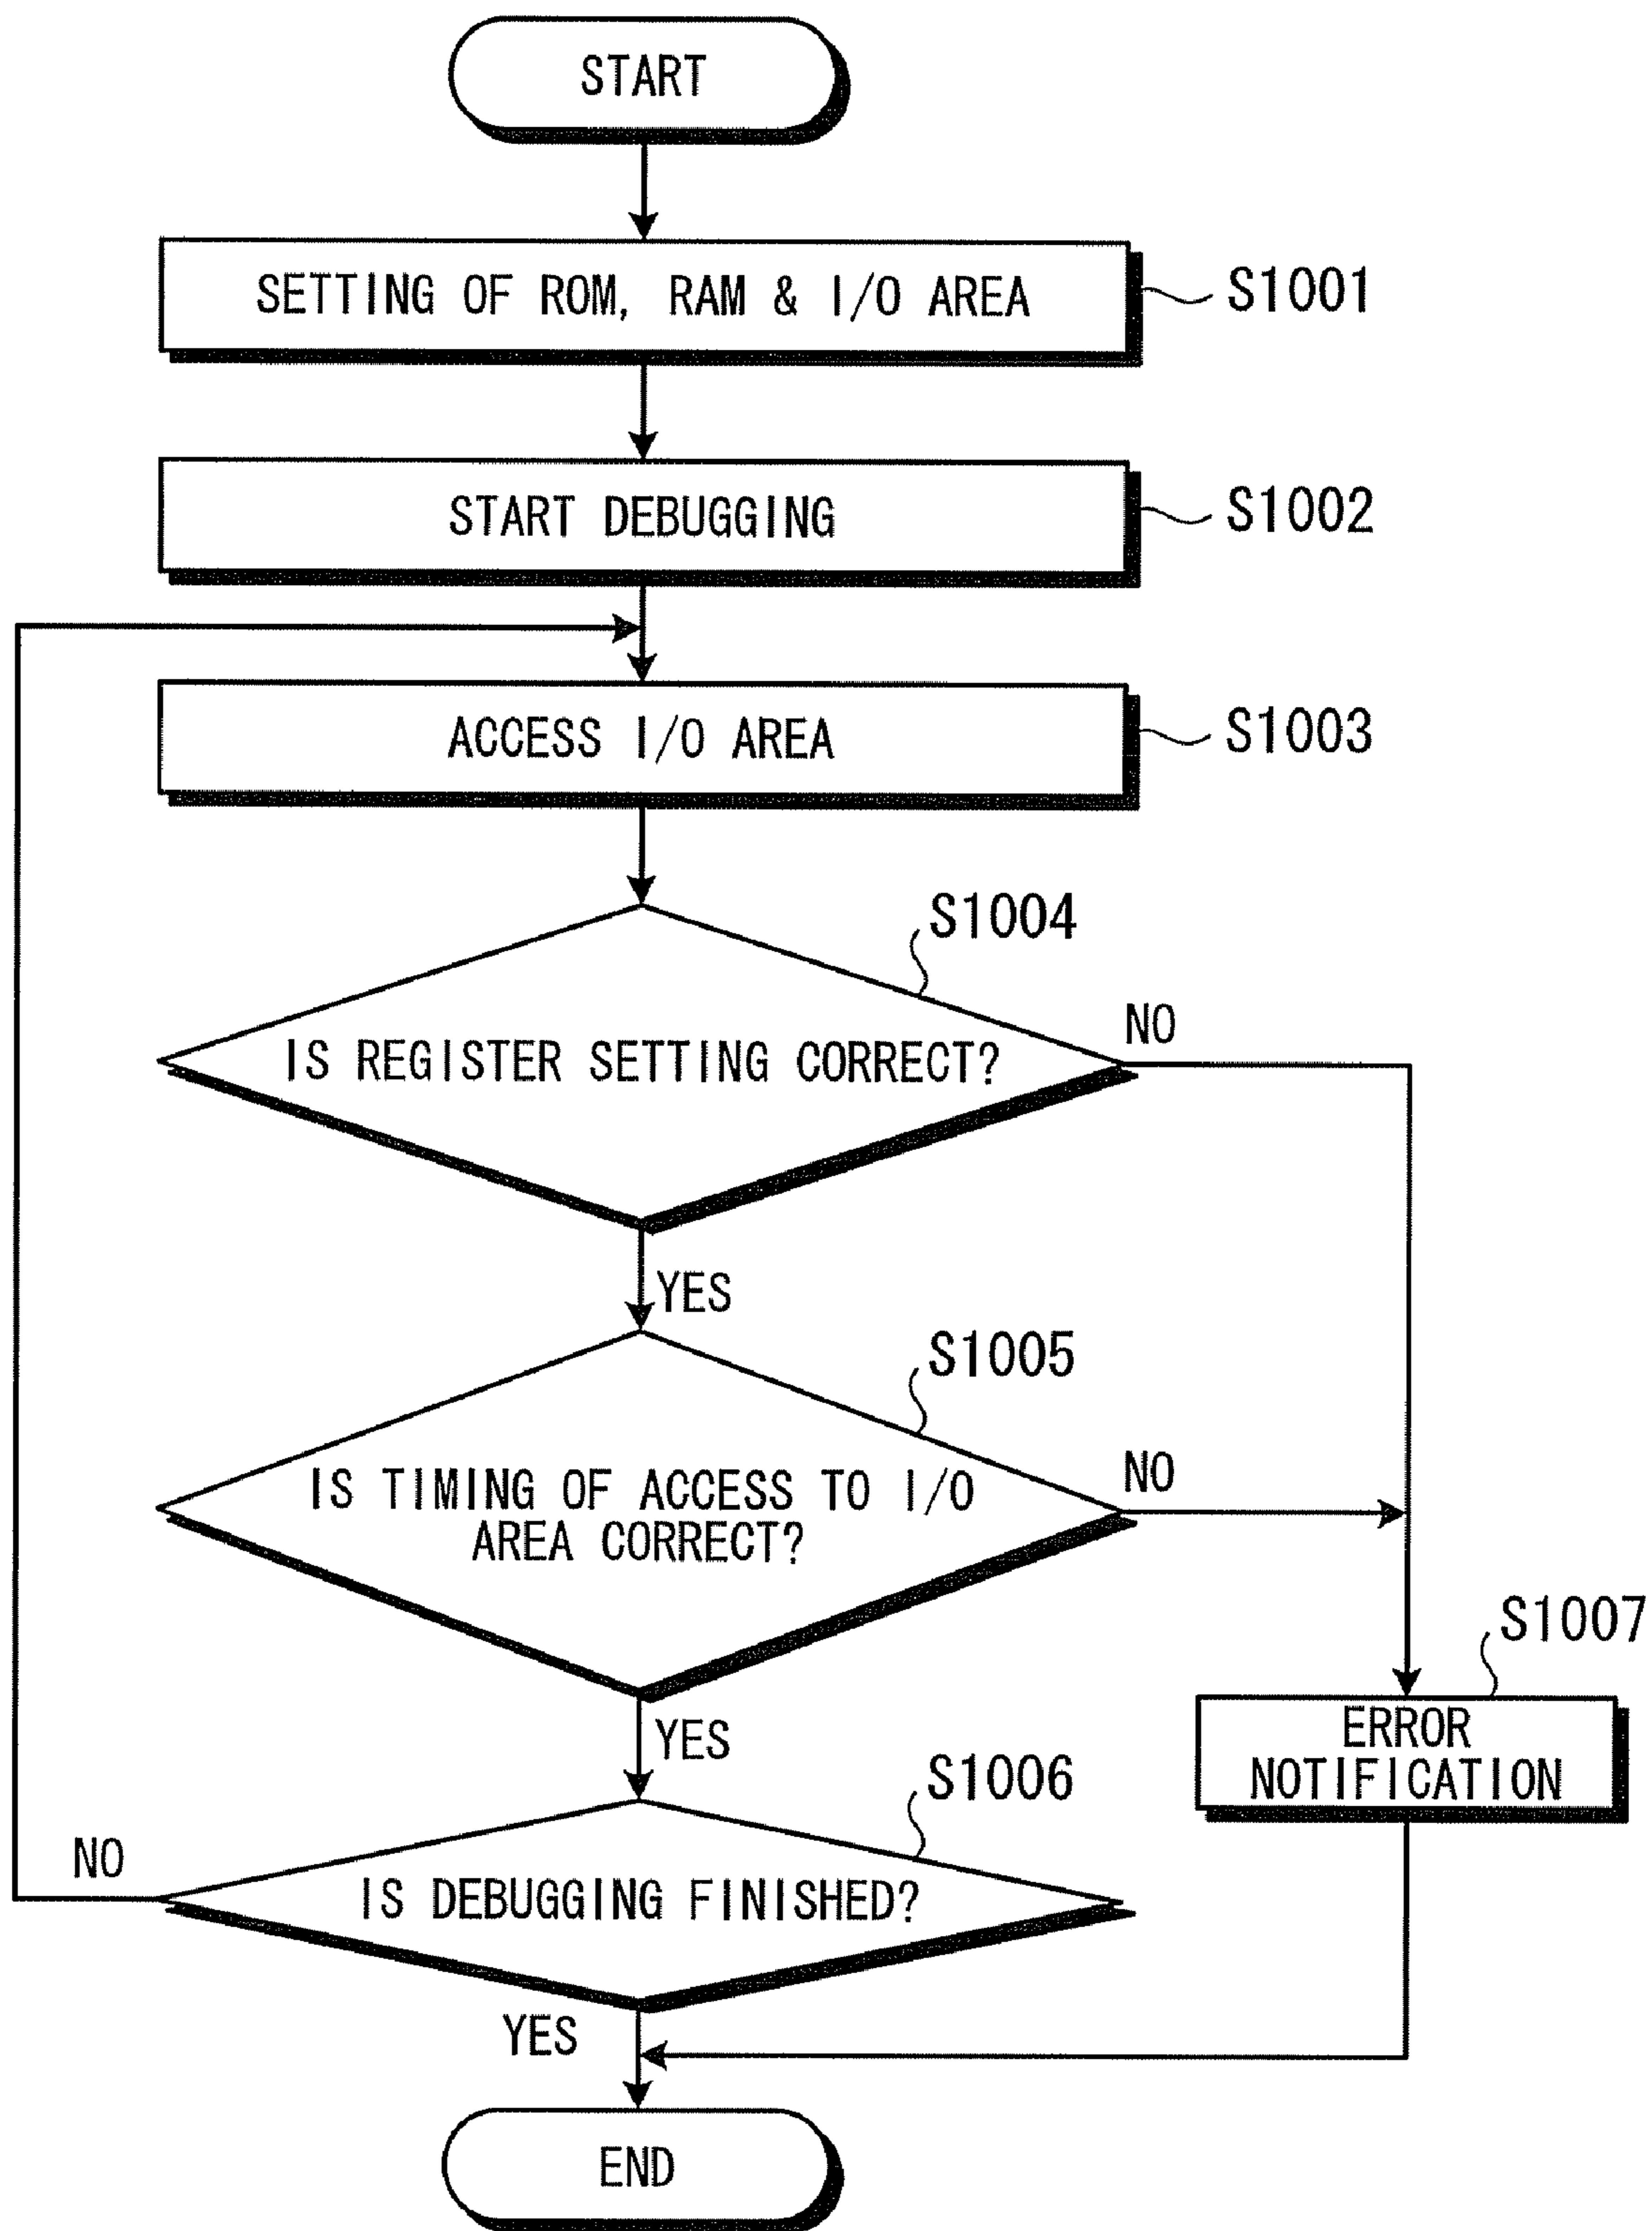 START
SETTING OF ROM, RAM & I/O AREA
S1001
START DEBUGGING
S1002
ACCESS I/O AREA
S1003
S1004
IS REGISTER SETTING CORRECT?
NO
YES
S1005
IS TIMING OF ACCESS TO I/O
AREA CORRECT?
NO
S1007
ERROR
NOTIFICATION
YES
S1006
NO
IS DEBUGGING FINISHED?
YES
END